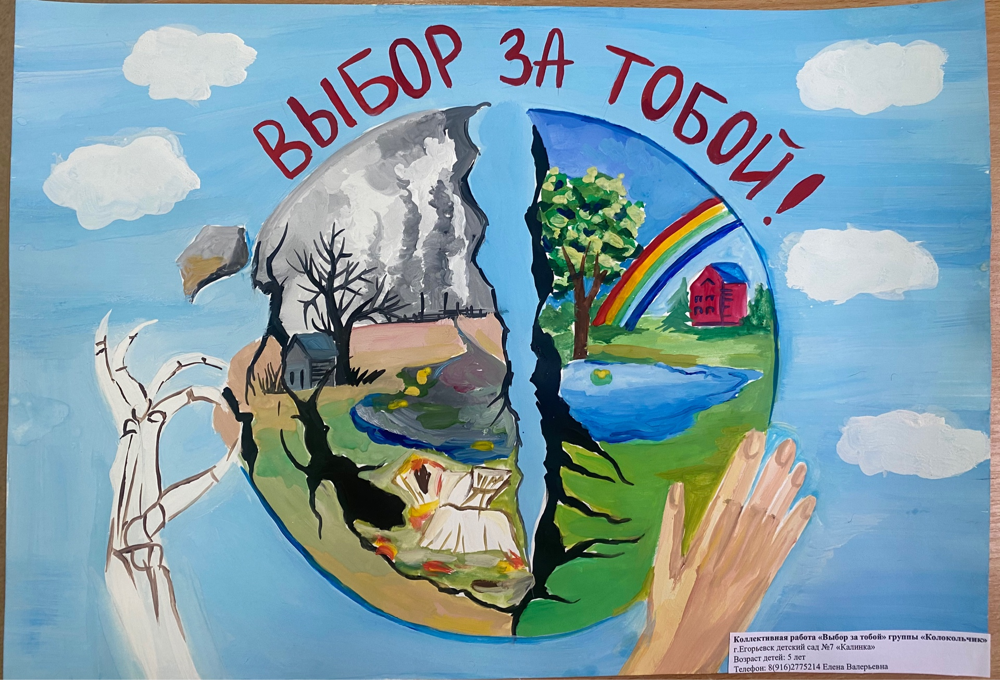 ВЫБОР ЗА ТОБОЙ!
Коллективная работа «Выбор за тобой» группы «Колокольчик»
г.Егорьевск детский сад №7 «Калинка»
Возраст детей: 5 лет
Телефон: 8(916)2775214 Елена Валерьевна